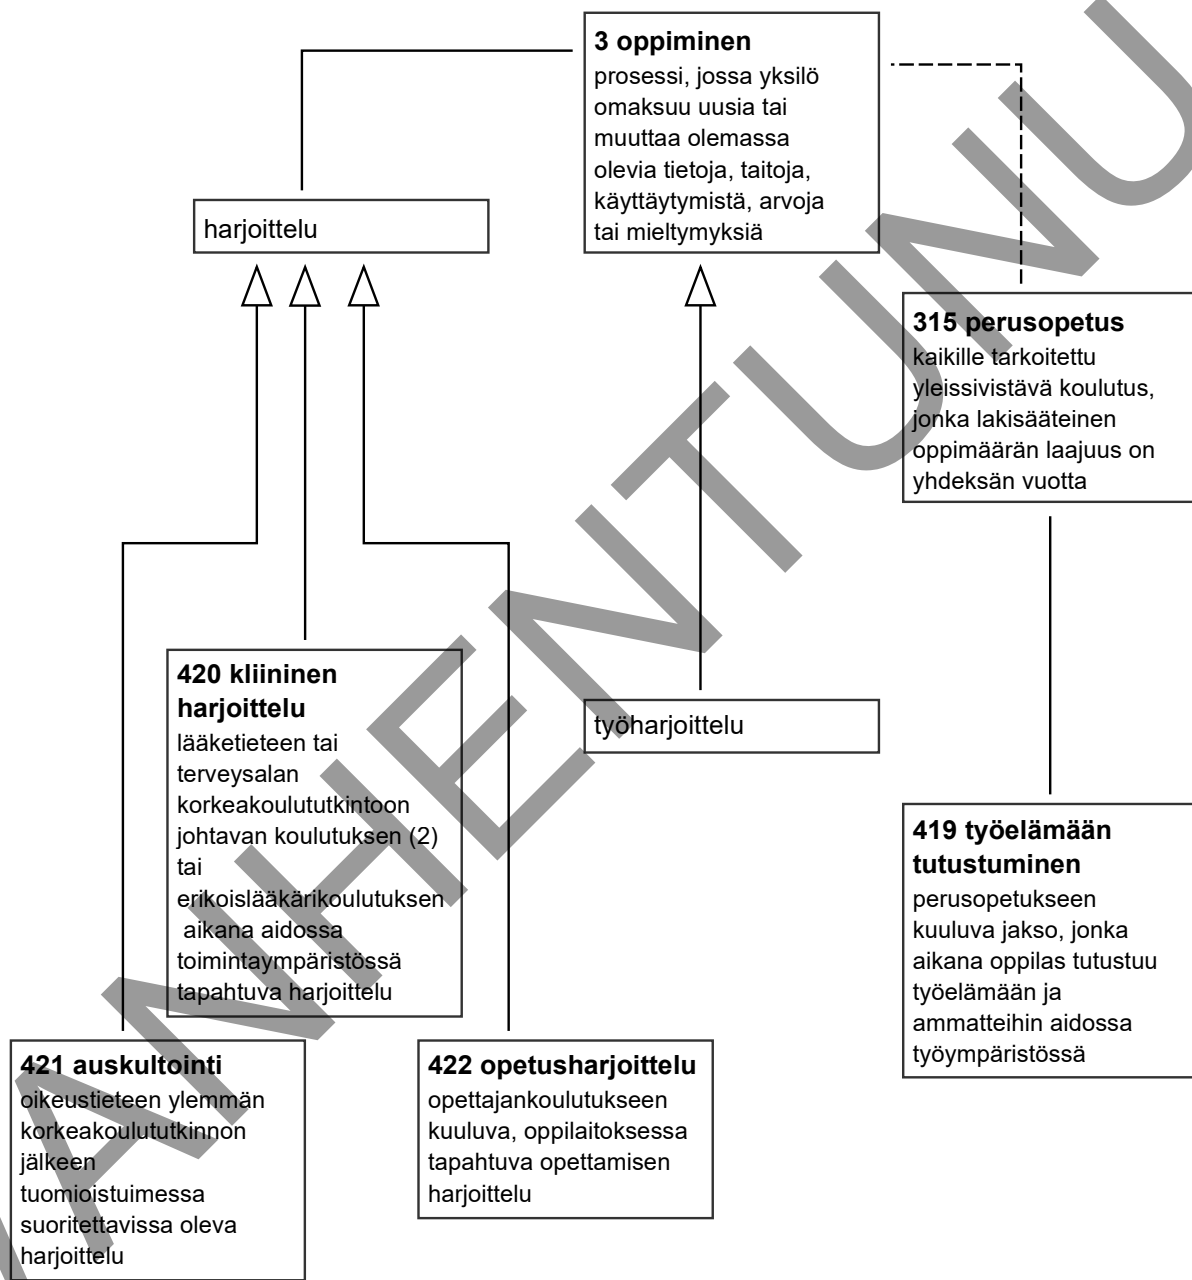 3 oppiminen
prosessi, jossa yksilö
omaksuu uusia tai
muuttaa olemassa
olevia tietoja, taitoja,
käyttäytymistä, arvoja
tai mieltymyksiä
harjoittelu
315 perusopetus
kaikille tarkoitettu
yleissivistävä koulutus,
jonka lakisääteinen
oppimäärän laajuus on
yhdeksän vuotta
420 kliininen
harjoittelu
lääketieteen tai
terveysalan
korkeakoulututkintoon
johtavan koulutuksen (2)
tai
erikoislääkärikoulutuksen
aikana aidossa
toimintaympäristössä
tapahtuva harjoittelu
työharjoittelu
419 työelämään
tutustuminen
perusopetukseen
kuuluva jakso, jonka
aikana oppilas tutustuu
työelämään ja
ammatteihin aidossa
työympäristössä
421 auskultointi
oikeustieteen ylemmän
korkeakoulututkinnon
jälkeen
tuomioistuimessa
suoritettavissa oleva
harjoittelu
422 opetusharjoittelu
opettajankoulutukseen
kuuluva, oppilaitoksessa
tapahtuva opettamisen
harjoittelu
VANHENTUNU